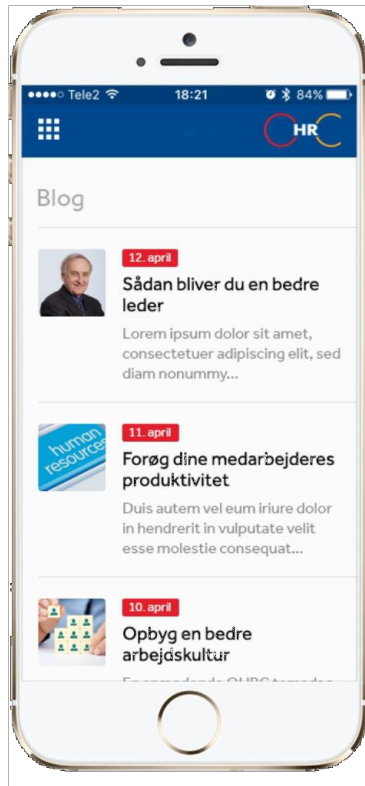 Tele2 18:21 84%
HR
Blog
12. april
Sådan bliver du en bedre
leder
Lorem ipsum dolor sit amet,
consectetuer adipiscing elit, sed
diam nonummy...
human
resources
11. april
Forøg dine medarbejderes
produktivitet
Duis autem vel eum iriure dolor
in hendrerit in vulputate velit
esse molestie consequat...
10. april
Opbyg en bedre
arbejdskultur